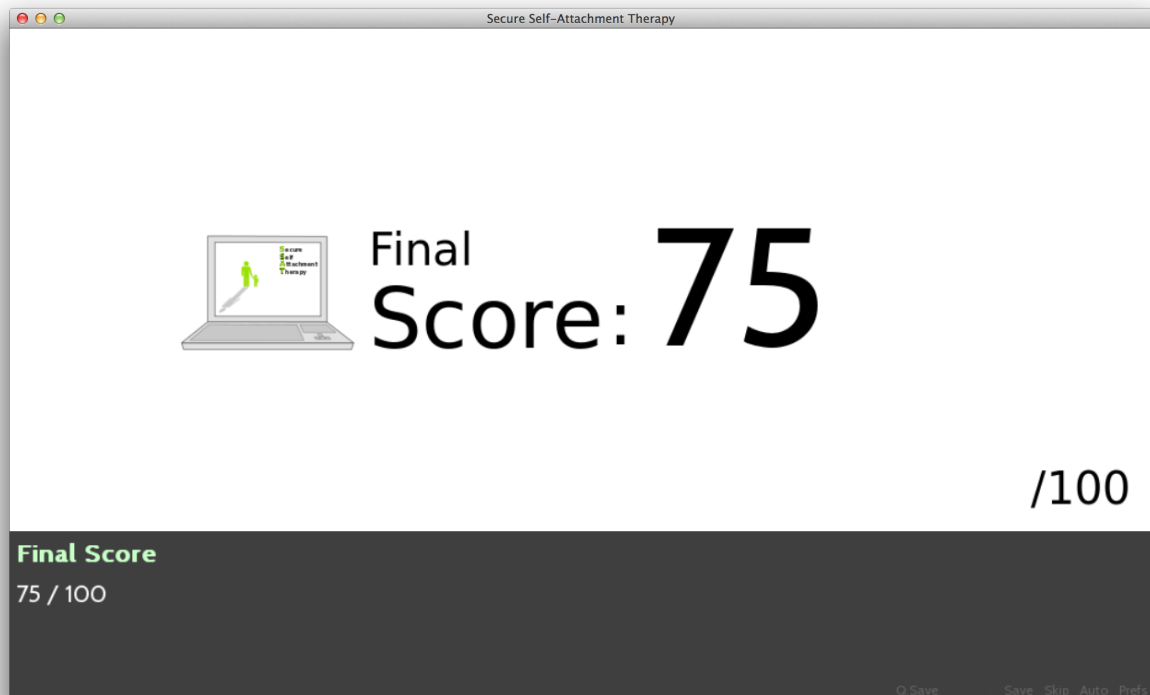 Secure Self-Attachment Therapy
Secure
Self
Attachment
Therapy
Final
Score: 75
/100
Final Score
75 / 100
Q.Save Save Skip Auto Prefs